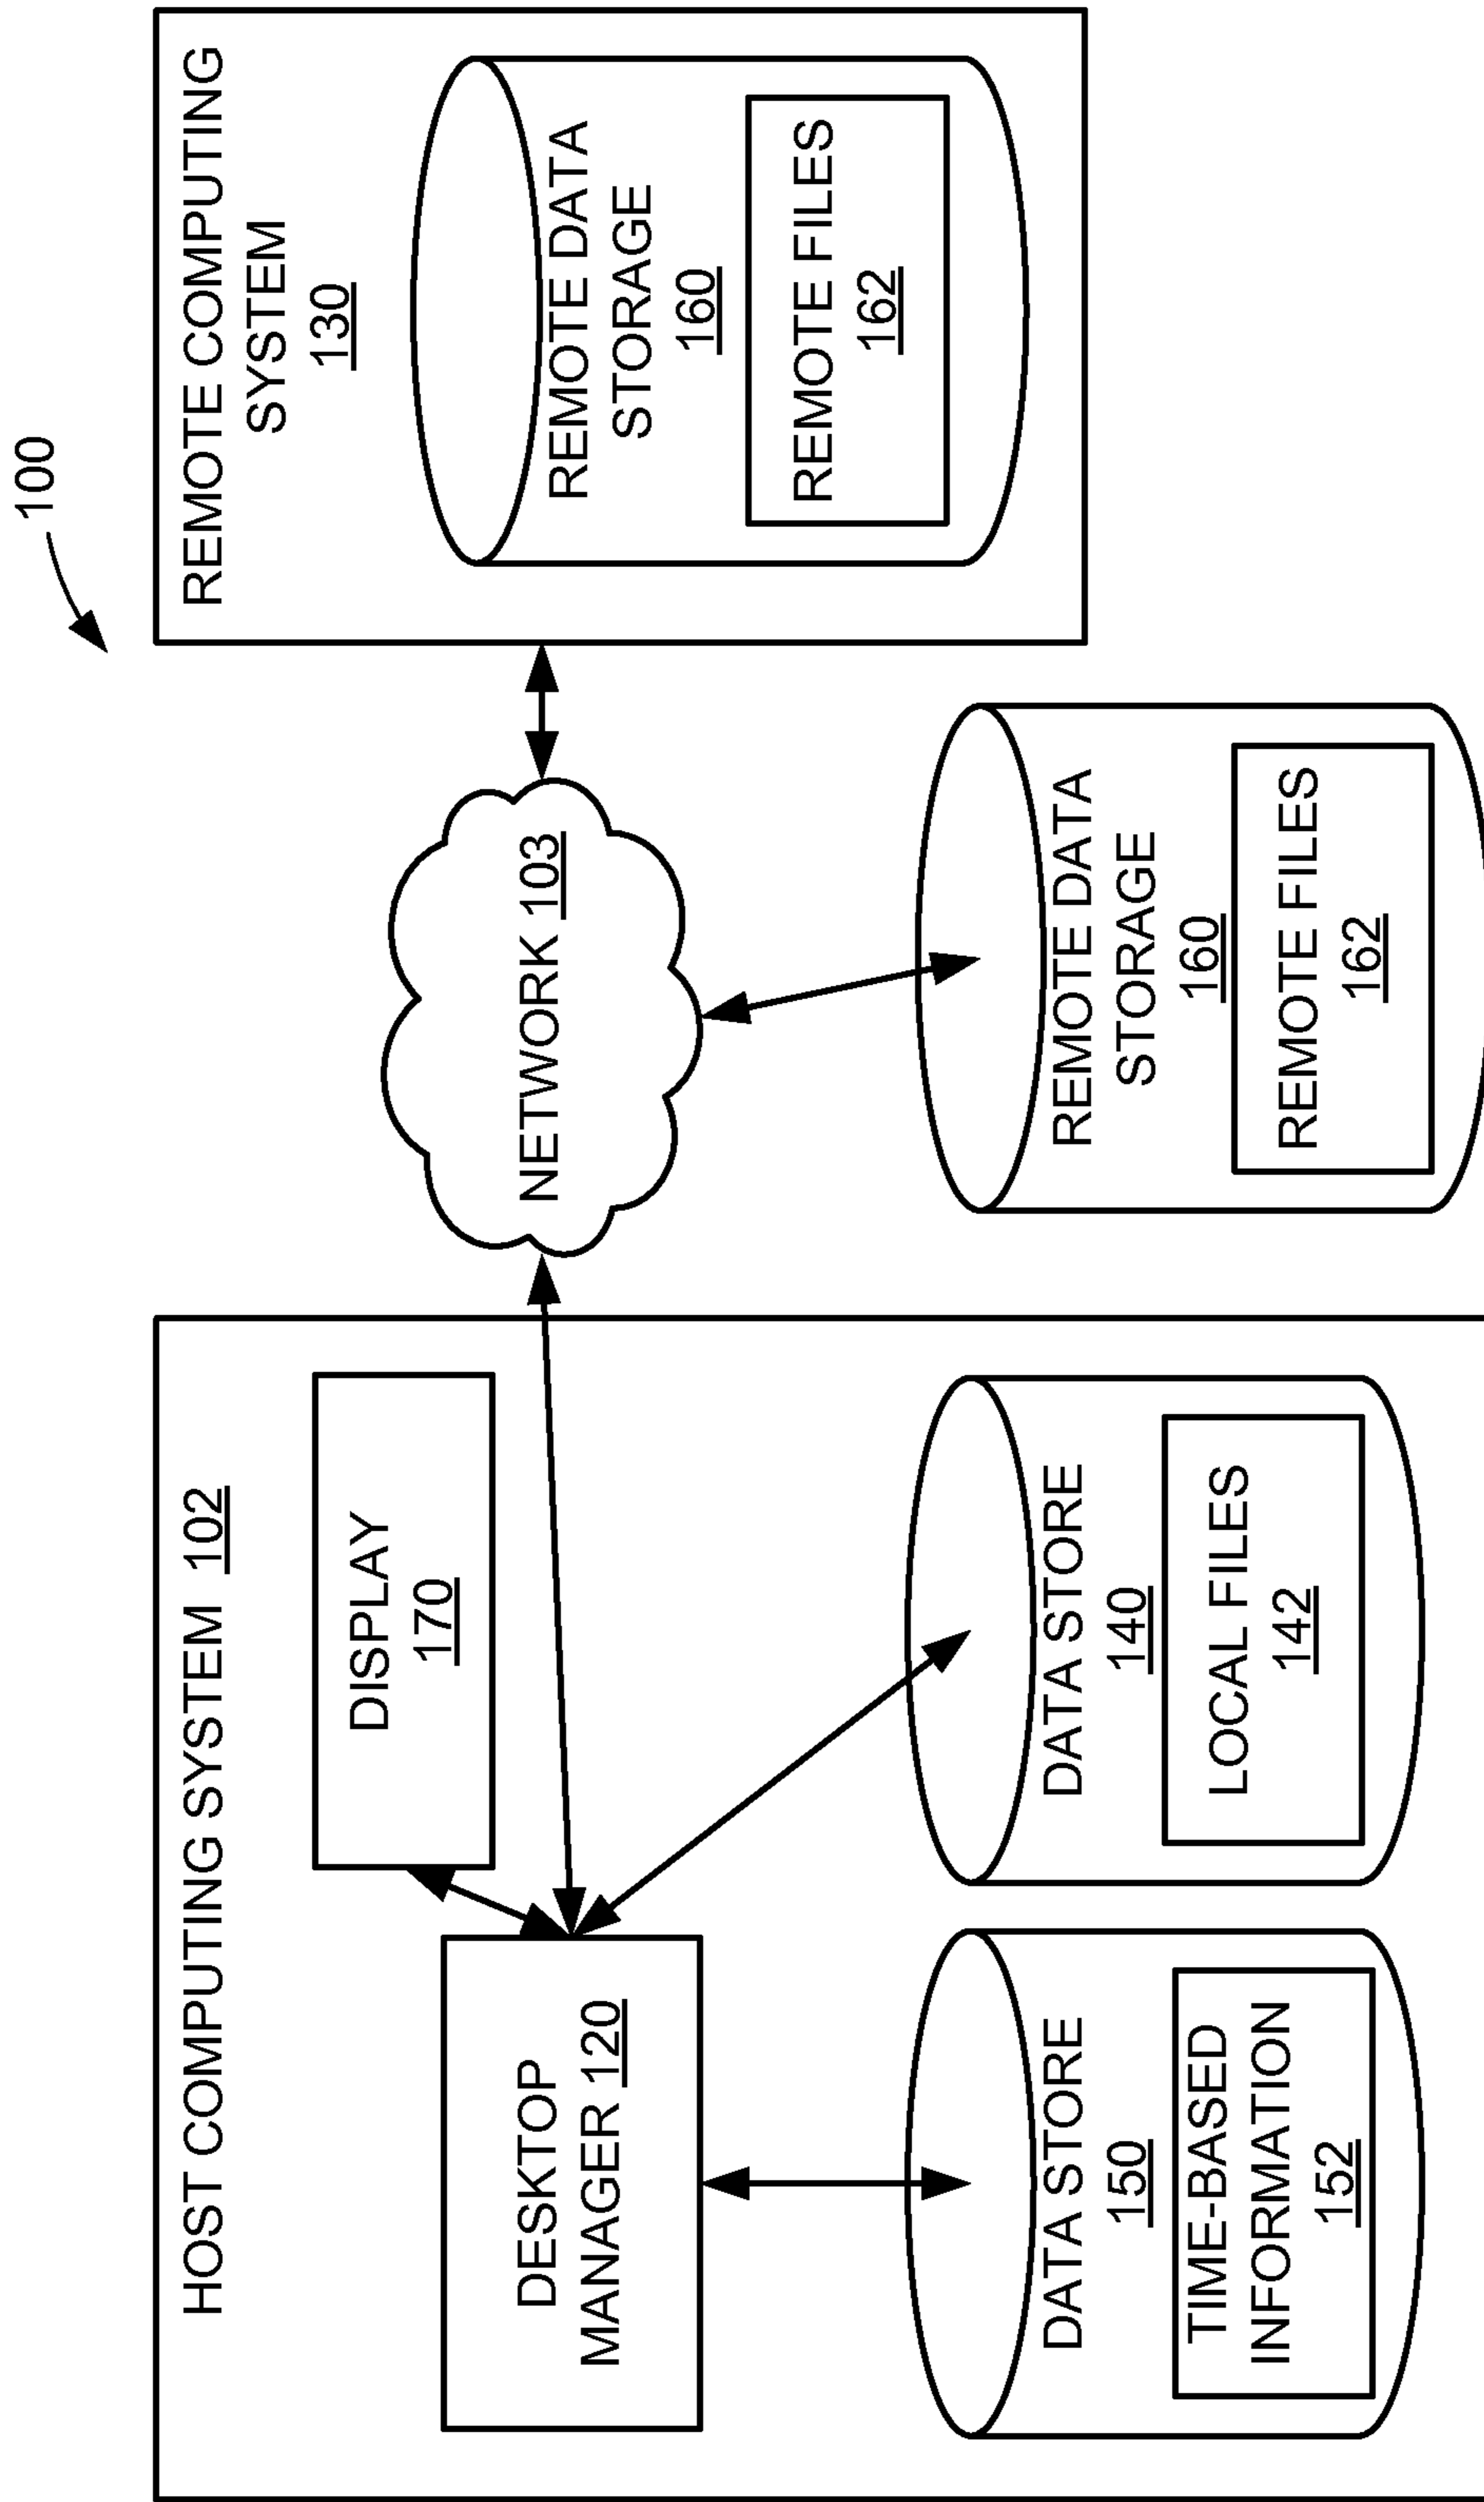 100
HOST COMPUTING SYSTEM 102
DISPLAY
170
DESKTOP
MANAGER 120
DATA STORE
150
TIME-BASED
INFORMATION
152
DATA STORE
140
LOCAL FILES
142
NETWORK 103
REMOTE DATA
STORAGE
160
REMOTE FILES
162
REMOTE COMPUTING
SYSTEM
130
REMOTE DATA
STORAGE
160
REMOTE FILES
162